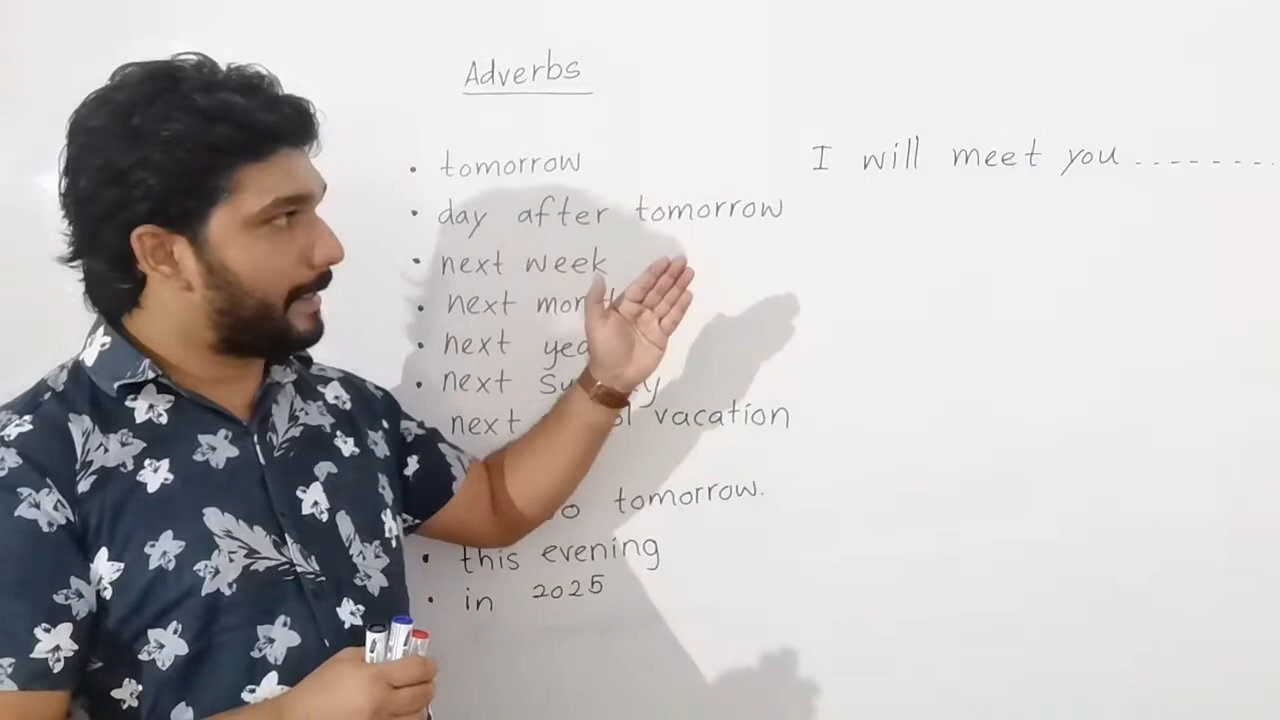 Adverbs
• tomorrow
• day after tomorrow
• next week
• next
• next
• next
next vacation
tomorrow.
• this evening
• in 2025
I will meet you ........